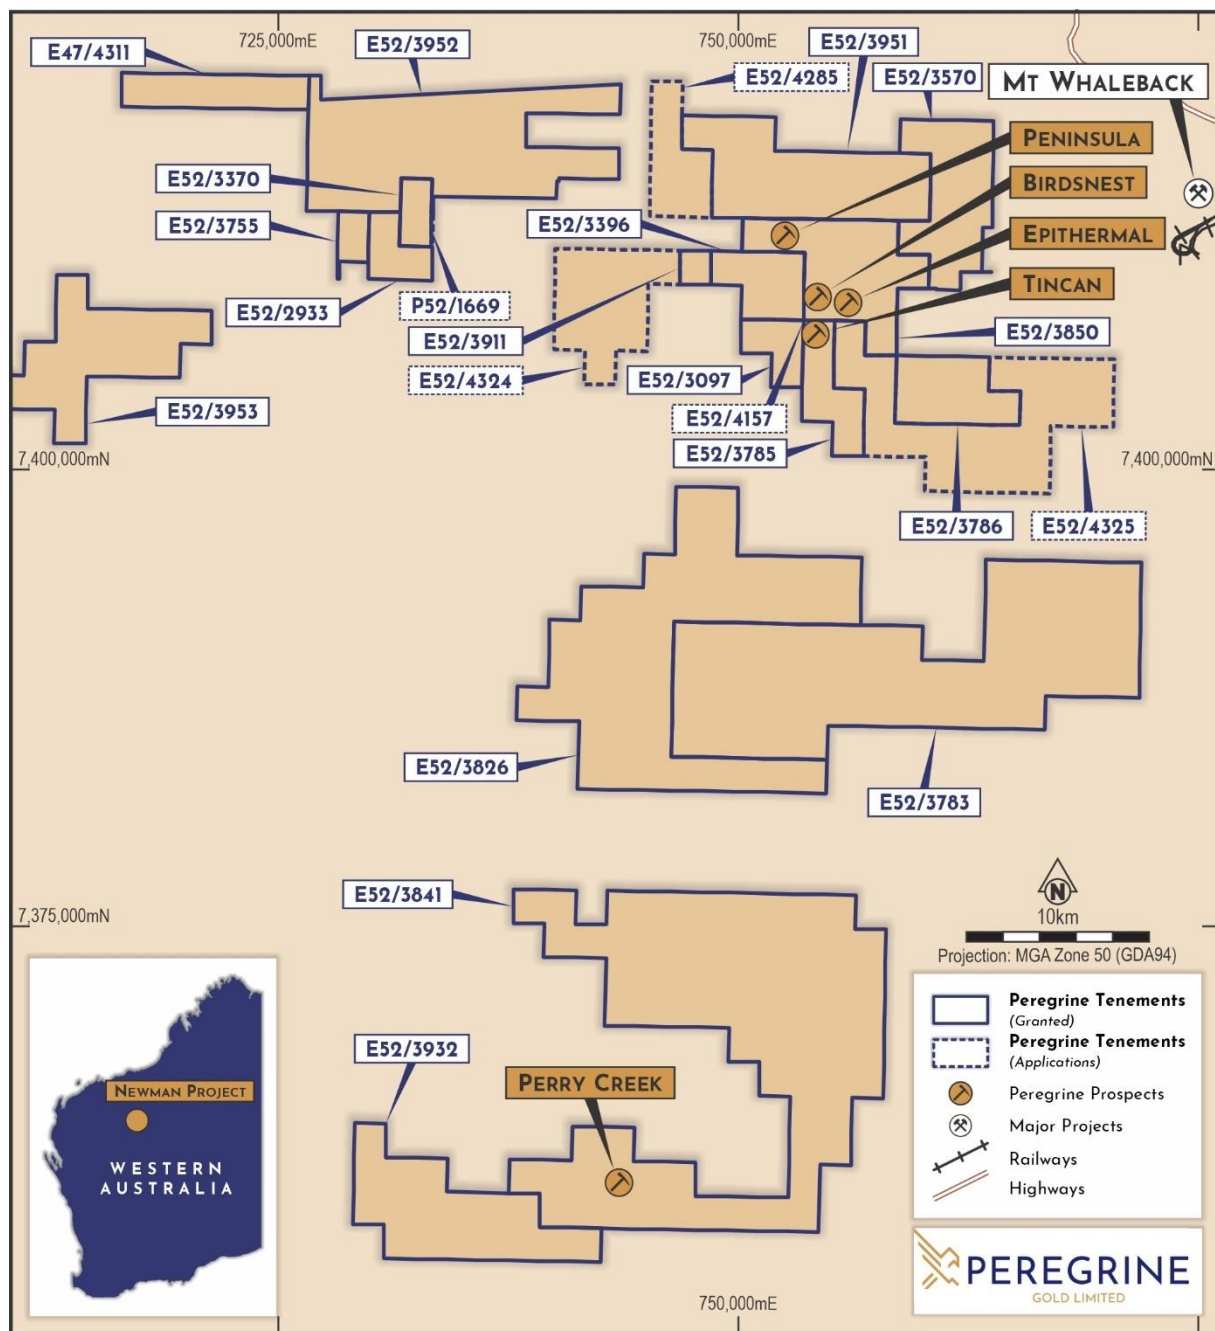 725,000mE
750,000mE
E47/4311
E52/3952
E52/3951
E52/4285
E52/3570
MT WHALEBACK
PENINSULA
BIRDSNEST
EPITHERMAL
TINCAN
E52/3370
E52/3755
E52/3396
E52/2933
P52/1669
E52/3911
E52/3850
E52/4324
E52/3097
E52/3953
E52/4157
E52/3785
7,400,000mN
7,400,000mN
E52/3786
E52/4325
E52/3826
E52/3783
E52/3841
7,375,000mN
N
10km
Projection: MGA Zone 50 (GDA94)
E52/3932
PERRY CREEK
NEWMAN PROJECT
WESTERN
AUSTRALIA
Peregrine Tenements
(Granted)
Peregrine Tenements
(Applications)
Peregrine Prospects
Major Projects
Railways
Highways
PEREGRINE
GOLD LIMITED
750,000mE